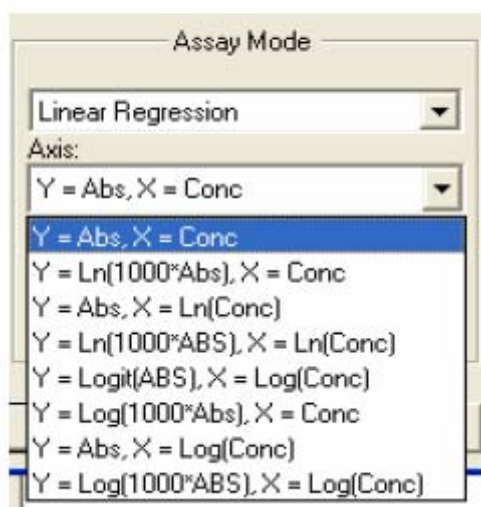 Assay Mode
Linear Regression
Axis:
Y = Abs, X = Conc
Y = Abs, X = Conc
Y = Ln(1000*Abs), X = Conc
Y = Abs, X = Ln(Conc)
Y = Ln(1000*ABS), X = Ln(Conc)
Y = Logit(ABS), X = Log(Conc)
Y = Log(1000*Abs), X = Conc
Y = Abs, X = Log(Conc)
Y = Log(1000*ABS), X = Log(Conc)